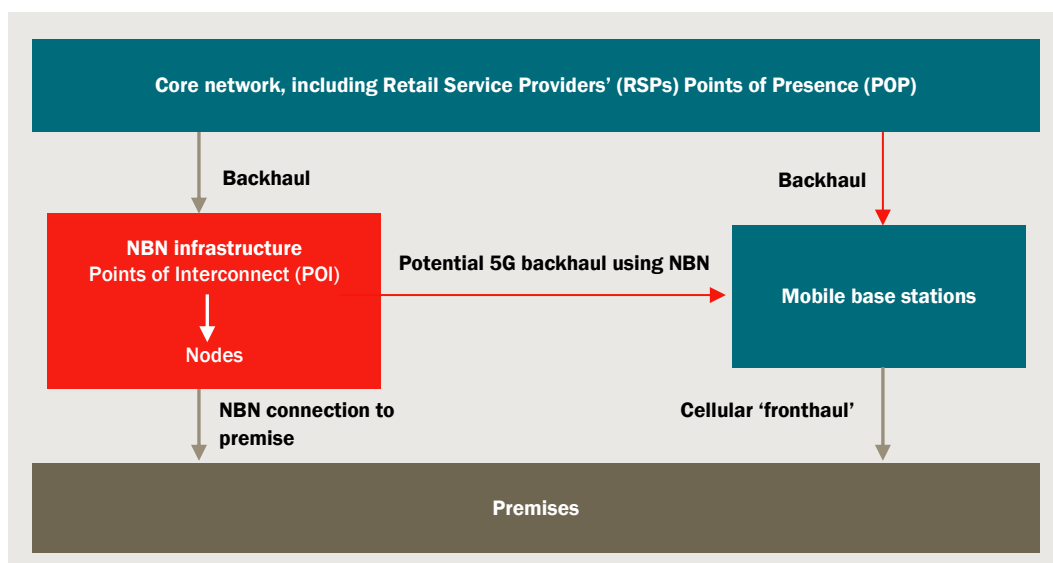 Core network, including Retail Service Providers’ (RSPs) Points of Presence (POP)
Backhaul
Backhaul
NBN infrastructure
Points of Interconnect (POI)
Nodes
Potential 5G backhaul using NBN
Mobile base stations
NBN connection to
premise
Cellular ‘fronthaul’
Premises